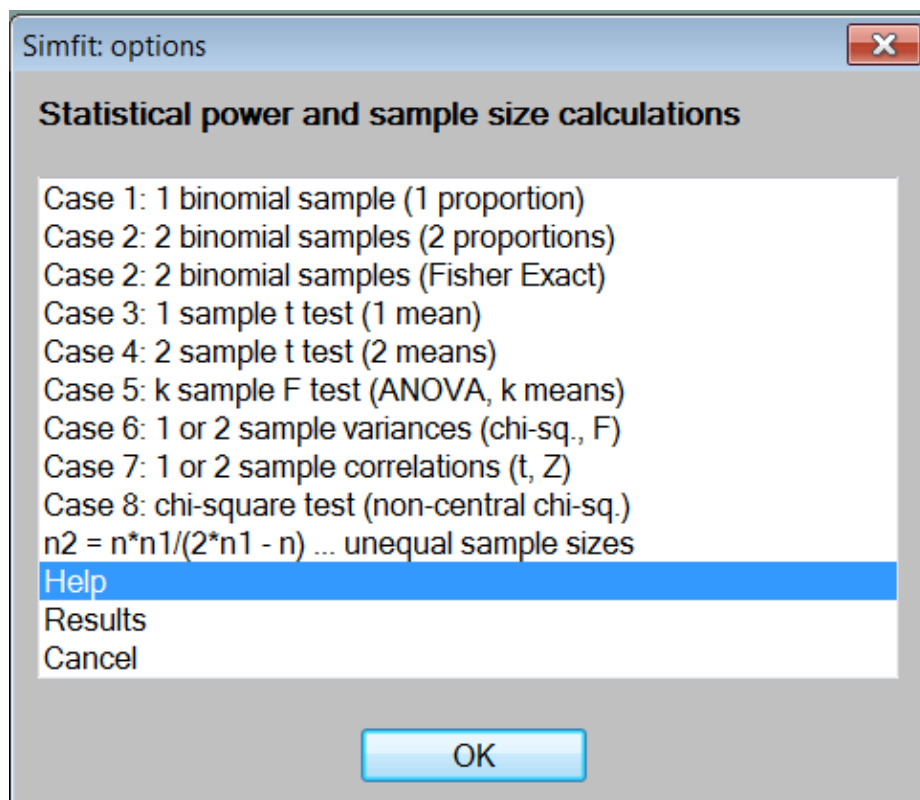 Simfit: options
Statistical power and sample size calculations
Case 1: 1 binomial sample (1 proportion)
Case 2: 2 binomial samples (2 proportions)
Case 2: 2 binomial samples (Fisher Exact)
Case 3: 1 sample t test (1 mean)
Case 4: 2 sample t test (2 means)
Case 5: k sample F test (ANOVA, k means)
Case 6: 1 or 2 sample variances (chi-sq., F)
Case 7: 1 or 2 sample correlations (t, Z)
Case 8: chi-square test (non-central chi-sq.)
n2 = n*n1/(2*n1 - n) ... unequal sample sizes
Help
Results
Cancel
OK